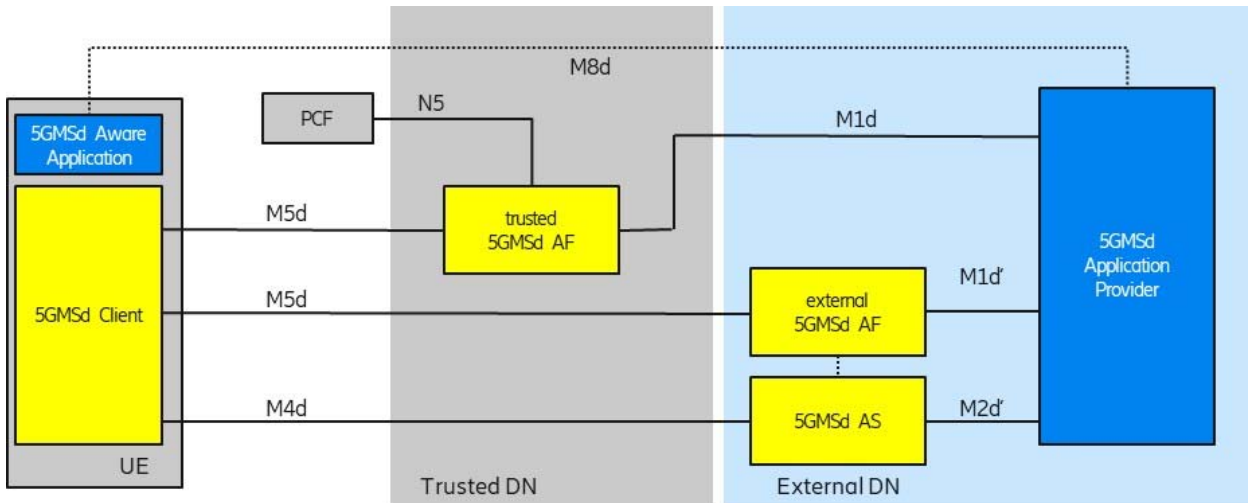 M8d
N5
M1d
PCF
5GMSd Aware
Application
M5d
trusted
5GMSd AF
5GMSd
Application
Provider
M5d
external
5GMSd AF
M1d'
5GMSd Client
M4d
5GMSd AS
M2d'
UE
Trusted DN
External DN